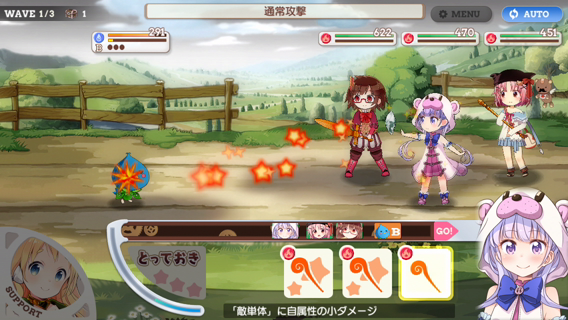 WAVE 1/3 1
通常攻撃
MENU
AUTO
291
B
622
470
451
B
GO!
とっておき
SUPPORT
「敵単体」に自属性の小ダメージ